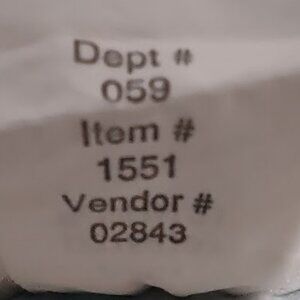 Dept #
059
Item #
1551
Vendor #
02843